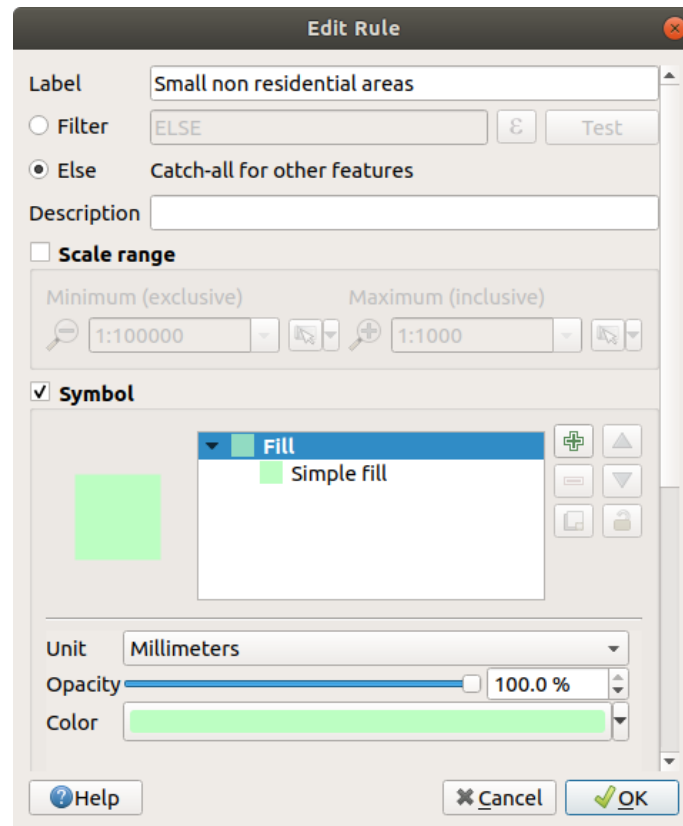 Edit Rule
Label Small non residential areas
Filter ELSE ε Test
Else Catch-all for other features
Description
Scale range
Minimum (exclusive) Maximum (inclusive)
1:100000 1:1000
Symbol
Fill
Simple fill
Unit Millimeters
Opacity 100.0 %
Color
Help Cancel OK